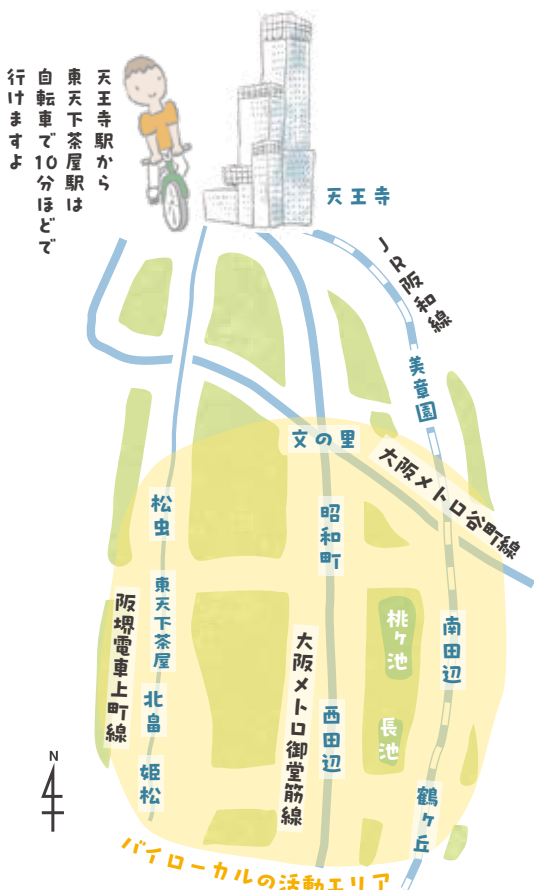 天王寺駅から
東天下茶屋駅は
自転車で10分ほどで
行けますよ
天王寺
JR阪和線
美章園
文の里
大阪メトロ谷町線
松虫
昭和町
東天下茶屋
阪堺電車上町線
桃ヶ池
南田辺
大阪メトロ御堂筋線
北畠
西田辺
長池
姫松
鶴ヶ丘
N
バイローカルの活動エリア